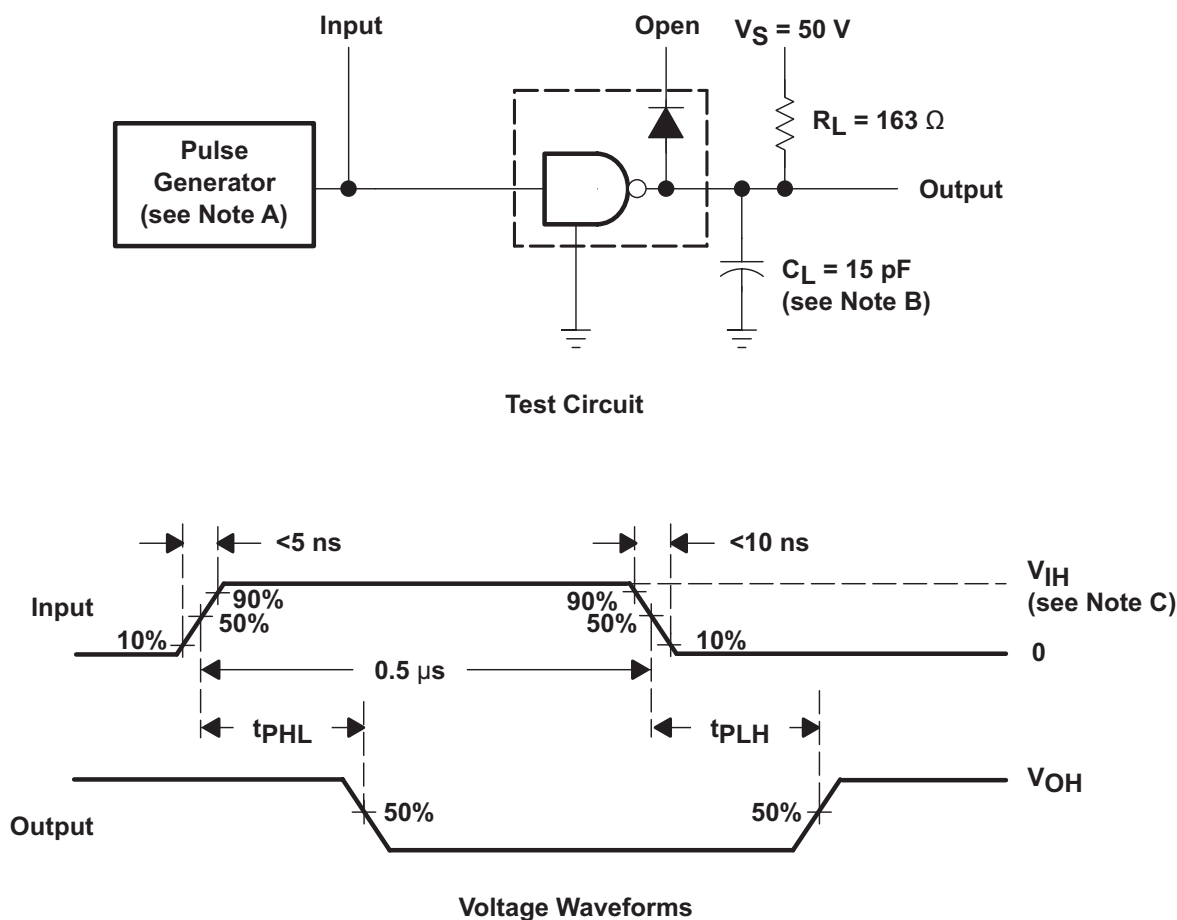 Input
Open
VS = 50 V
RL = 163 Ω
Pulse
Generator
(see Note A)
Output
CL = 15 pF
(see Note B)
Test Circuit
<5 ns
<10 ns
VIH
(see Note C)
Input
90%
90%
50%
50%
10%
10%
0
0.5 μs
tPHL
tPLH
VOH
Output
50%
50%
Voltage Waveforms